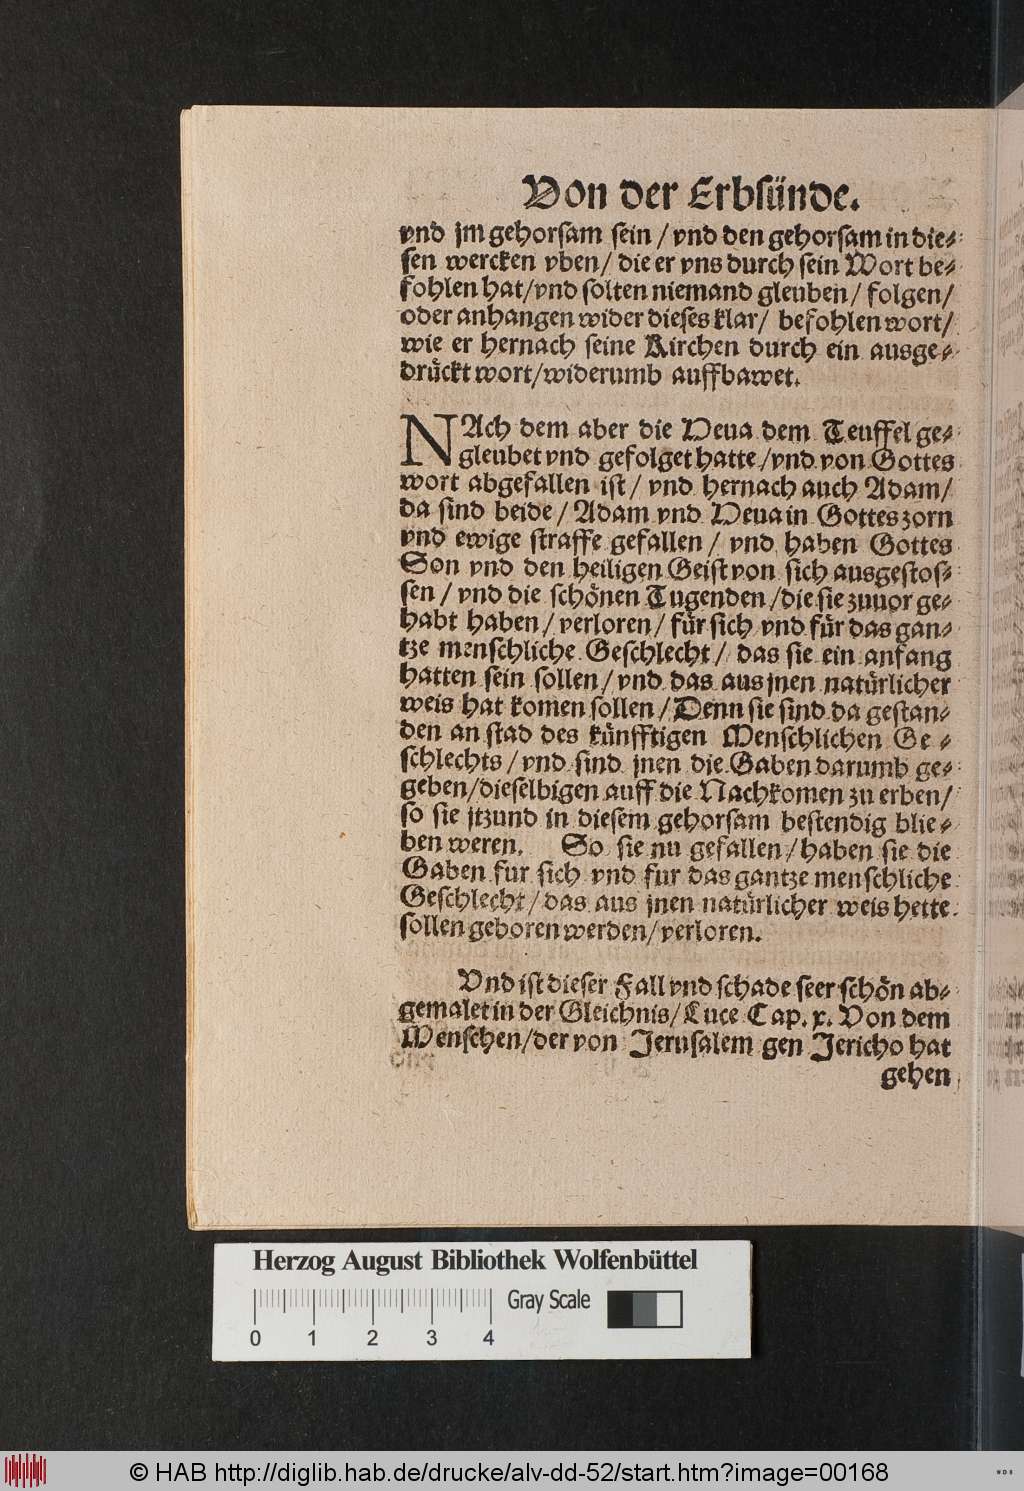 Von der Erbsünde.
vnd jm gehorsam sein / vnd den gehorsam in die⸗
sen wercken vben / die er vns durch sein Wort be⸗
fohlen hat / vnd solten niemand gleuben / folgen /
oder anhangen wider dieses klar / befohlen wort /
wie er hernach seine Kirchen durch ein ausge⸗
drückt wort / widerumb auffbawet.
NAch dem aber die Heua dem Teuffel ge⸗
gleubet vnd gefolget hatte / vnd von Gottes
wort abgefallen ist / vnd hernach auch Adam /
da sind beide / Adam vnd Heua in Gottes zorn
vnd ewige straffe gefallen / vnd haben Gottes
Son vnd den heiligen Geist von sich ausgestos⸗
sen / vnd die schönen Tugenden / die sie zuuor ge⸗
habt haben / verloren / für sich vnd für das gan⸗
tze menschliche Geschlecht / das sie ein anfang
hatten sein sollen / vnd das aus jnen natürlicher
weis hat komen sollen / Denn sie sind da gestan⸗
den an stad des künfftigen Menschlichen Ge⸗
schlechts / vnd sind jnen die Gaben darumb ge⸗
geben / dieselbigen auff die Nachkomen zu erben /
so sie jtzund in diesem gehorsam bestendig blie⸗
ben weren. So sie nu gefallen / haben sie die
Gaben fur sich vnd fur das gantze menschliche
Geschlecht / das aus jnen natürlicher weis hette
sollen geboren werden / verloren.
Vnd ist dieser Fall vnd schade seer schön ab⸗
gemalet in der Gleichnis / Luce Cap. x. Von dem
Menschen / der von Jerusalem gen Jericho hat
gehen
Herzog August Bibliothek Wolfenbüttel
Gray Scale
0 1 2 3 4
© HAB http://diglib.hab.de/drucke/alv-dd-52/start.htm?image=00168